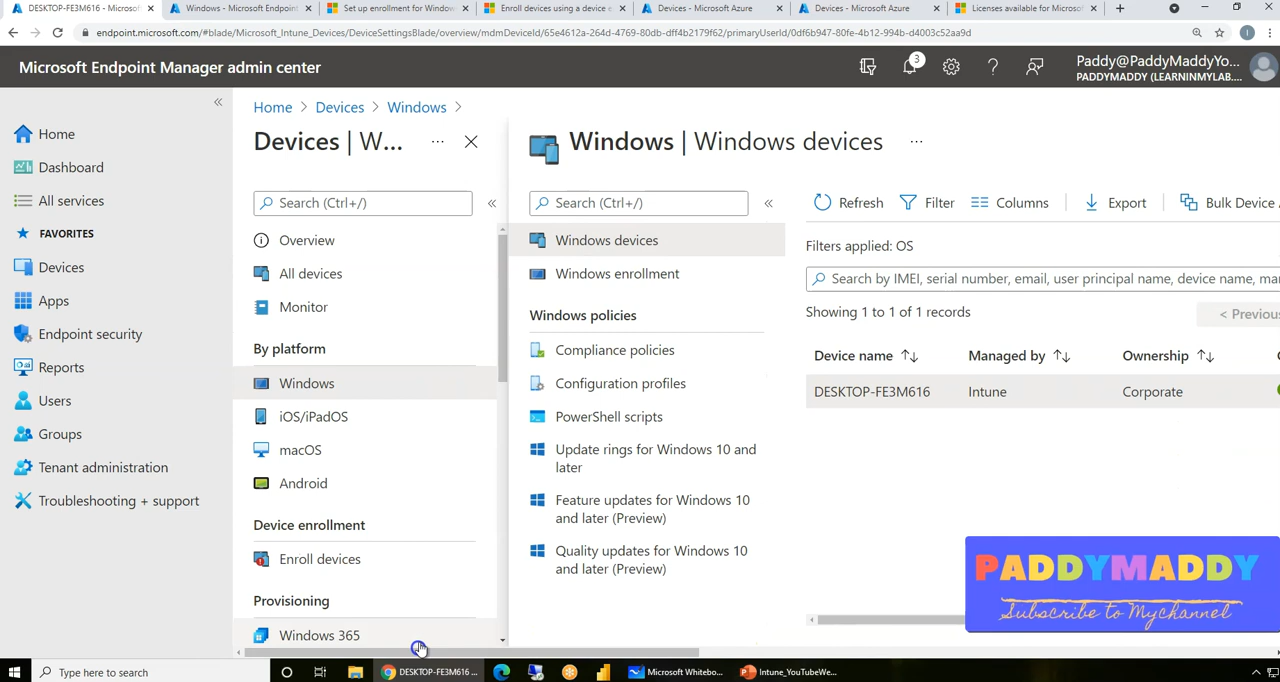 DESKTOP-FE3M616 - Microsof
Windows - Microsoft Endpoint
Set up enrollment for Window
Enroll devices using a device e
Devices - Microsoft Azure
Devices - Microsoft Azure
Licenses available for Microsof
endpoint.microsoft.com/#blade/Microsoft_Intune_Devices/DeviceSettingsBlade/overview/mdmDeviceId/65e4612a-264d-4769-80db-dff4b2179f62/primaryUserId/0df6b947-80fe-4b12-994b-d4003c52aa9d
Microsoft Endpoint Manager admin center
3
Paddy@PaddyMaddyYo...
PADDYMADDY (LEARNINMYLAB....
Home
Dashboard
All services
FAVORITES
Devices
Apps
Endpoint security
Reports
Users
Groups
Tenant administration
Troubleshooting + support
Home > Devices > Windows >
Devices | W...
Search (Ctrl+/)
Overview
All devices
Monitor
By platform
Windows
iOS/iPadOS
macOS
Android
Device enrollment
Enroll devices
Provisioning
Windows 365
Windows | Windows devices
Search (Ctrl+/)
Windows devices
Windows enrollment
Windows policies
Compliance policies
Configuration profiles
PowerShell scripts
Update rings for Windows 10 and
later
Feature updates for Windows 10
and later (Preview)
Quality updates for Windows 10
and later (Preview)
Refresh Filter Columns Export Bulk Device
Filters applied: OS
Search by IMEI, serial number, email, user principal name, device name, mar
Showing 1 to 1 of 1 records
< Previous
Device name Managed by Ownership
DESKTOP-FE3M616 Intune Corporate
PADDYMADDY
Subscribe to Mychannel
Type here to search
DESKTOP-FE3M616 ...
Microsoft Whitebo...
Intune_YouTubeWe...